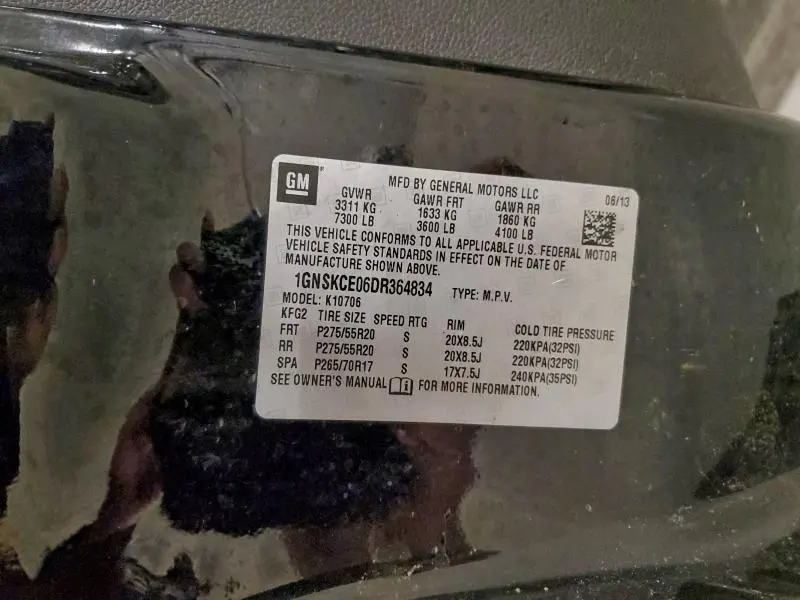 GM
MFD BY GENERAL MOTORS LLC 06/13
GVWR GAWR FRT GAWR RR
3311 KG 1633 KG 1860 KG
7300 LB 3600 LB 4100 LB
THIS VEHICLE CONFORMS TO ALL APPLICABLE U.S. FEDERAL MOTOR
VEHICLE SAFETY STANDARDS IN EFFECT ON THE DATE OF
MANUFACTURE SHOWN ABOVE.
1GNSKCE06DR364834 TYPE: M.P.V.
MODEL: K10706
KFG2 TIRE SIZE SPEED RTG RIM COLD TIRE PRESSURE
FRT P275/55R20 S 20X8.5J 220KPA(32PSI)
RR P275/55R20 S 20X8.5J 220KPA(32PSI)
SPA P265/70R17 S 17X7.5J 240KPA(35PSI)
SEE OWNER'S MANUAL FOR MORE INFORMATION.